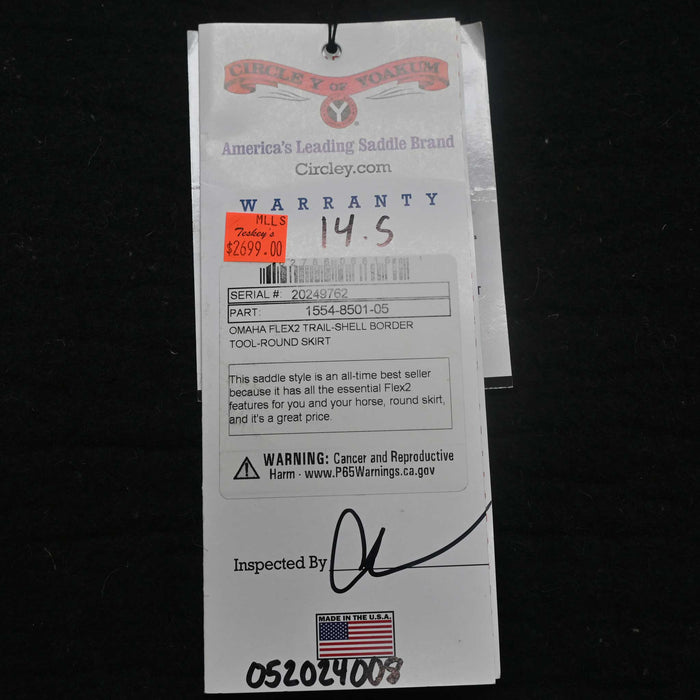 CIRCLE Y OF YOAKUM
Y
America's Leading Saddle Brand
Circley.com
WARRANTY
MLLS
Teskey's
$2699.00
14.5
SERIAL #: 20249762
PART: 1554-8501-05
OMAHA FLEX2 TRAIL-SHELL BORDER
TOOL-ROUND SKIRT
This saddle style is an all-time best seller
because it has all the essential Flex2
features for you and your horse, round skirt,
and it's a great price.
WARNING: Cancer and Reproductive
Harm - www.P65Warnings.ca.gov
Inspected By
MADE IN THE U.S.A.
052024008